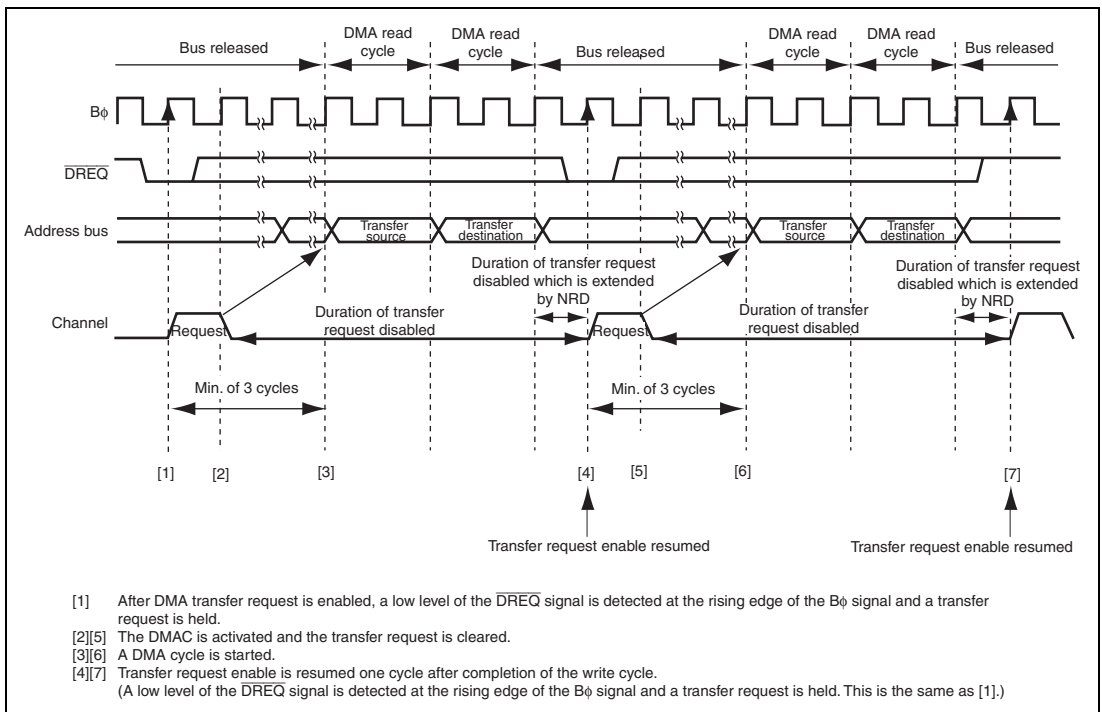 Bus released
DMA read cycle
DMA read cycle
Bus released
DMA read cycle
DMA read cycle
Bus released
Bφ
DREQ
Address bus
Transfer source
Transfer destination
Transfer source
Transfer destination
Duration of transfer request disabled which is extended by NRD
Duration of transfer request disabled which is extended by NRD
Channel
Request
Duration of transfer request disabled
Request
Duration of transfer request disabled
Min. of 3 cycles
Min. of 3 cycles
[1]
[2]
[3]
[4]
[5]
[6]
[7]
Transfer request enable resumed
Transfer request enable resumed
[1] After DMA transfer request is enabled, a low level of the DREQ signal is detected at the rising edge of the Bφ signal and a transfer
request is held.
[2][5] The DMAC is activated and the transfer request is cleared.
[3][6] A DMA cycle is started.
[4][7] Transfer request enable is resumed one cycle after completion of the write cycle.
(A low level of the DREQ signal is detected at the rising edge of the Bφ signal and a transfer request is held. This is the same as [1].)